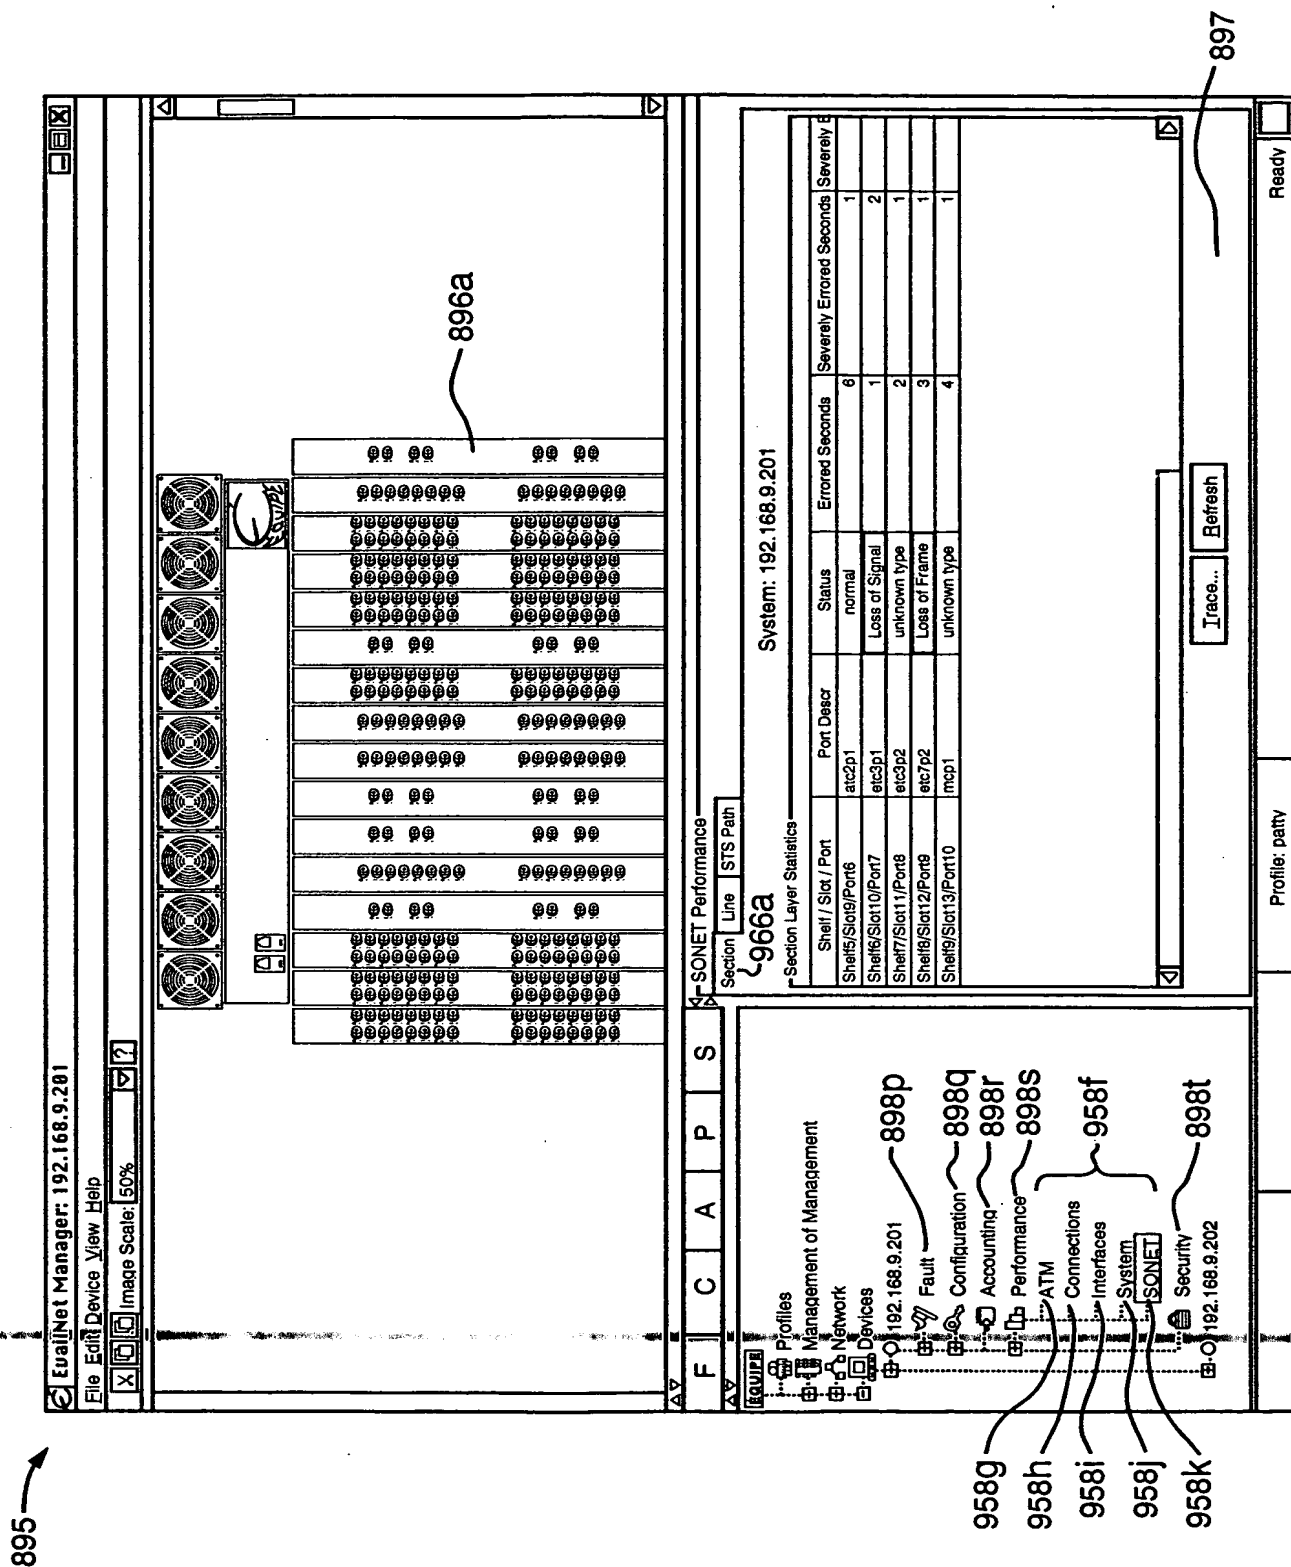 895
EvalNet Manager: 192.168.9.201
File Edit Device View Help
Image Scale: 50%
896a
F C A P S
EQUIPE
Profiles
Management of Management
Network
Devices
192.168.9.201
Fault
Configuration
Accounting
Performance
ATM
Connections
Interfaces
System
SONET
Security
192.168.9.202
898p
898q
898r
898s
958f
898t
958g
958h
958i
958j
958k
SONET Performance
Section Line STS Path
966a
System: 192.168.9.201
Section Layer Statistics
Shelf / Slot / Port Port Descr Status Errored Seconds Severely Errored Seconds Severely E
Shelf5/Slot9/Port6 atc2p1 normal 6 1
Shelf6/Slot10/Port7 etc3p1 Loss of Signal 1 2
Shelf7/Slot11/Port8 etc3p2 unknown type 2 1
Shelf8/Slot12/Port9 etc7p2 Loss of Frame 3 1
Shelf9/Slot13/Port10 mcp1 unknown type 4 1
Trace... Refresh
897
Profile: patty
Ready